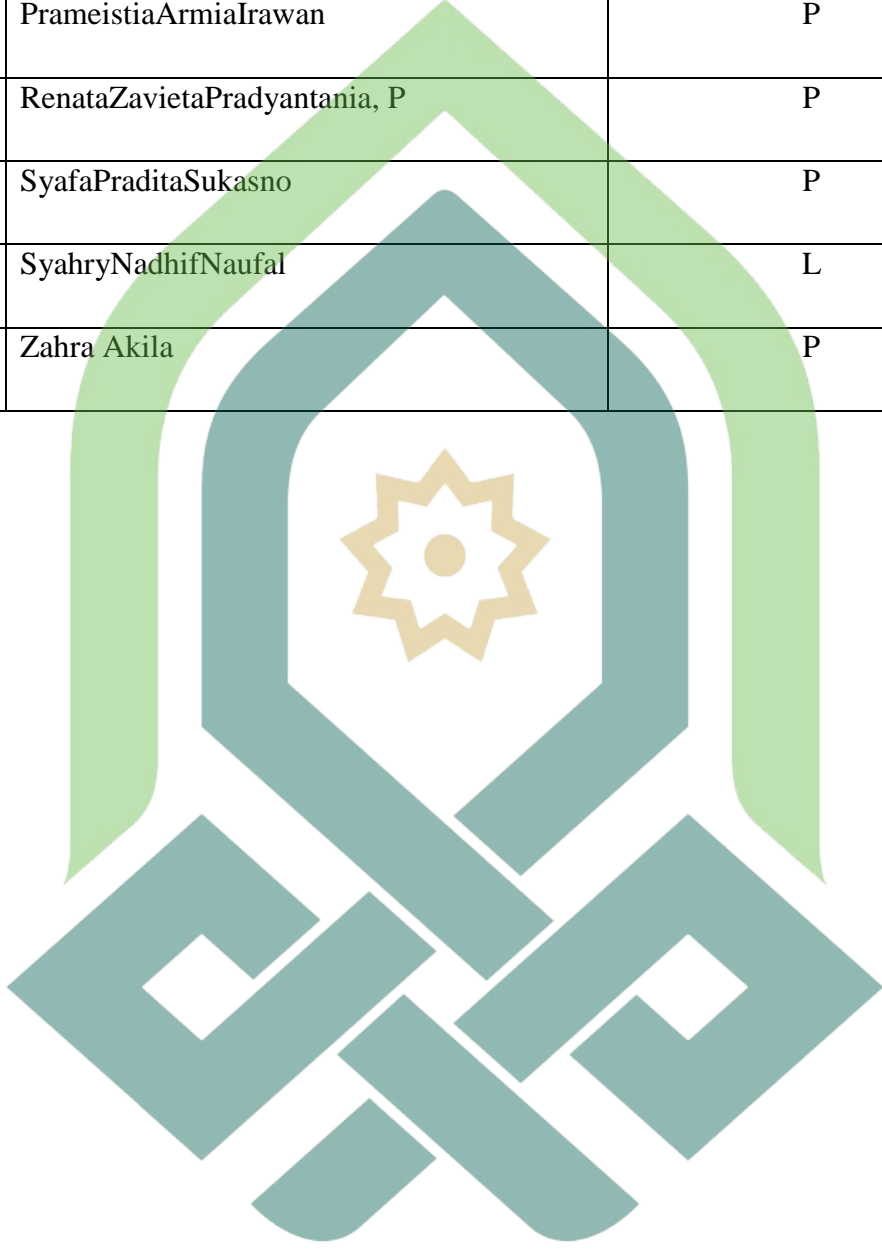 PrameistiaArmiaIrawan P
RenataZavietaPradyantania, P P
SyafaPraditaSukasno P
SyahryNadhifNaufal L
Zahra Akila P